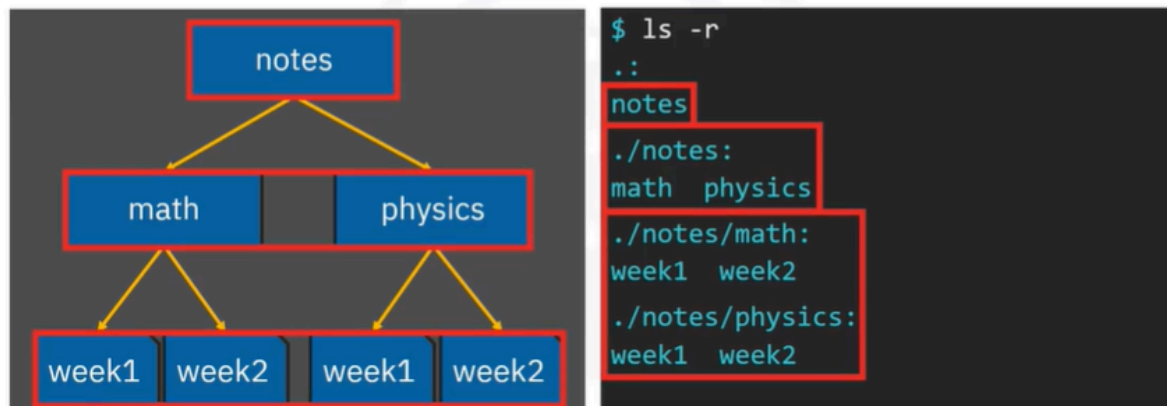 notes
math physics
week1 week2 week1 week2
$ ls -r
.:
notes
./notes:
math physics
./notes/math:
week1 week2
./notes/physics:
week1 week2